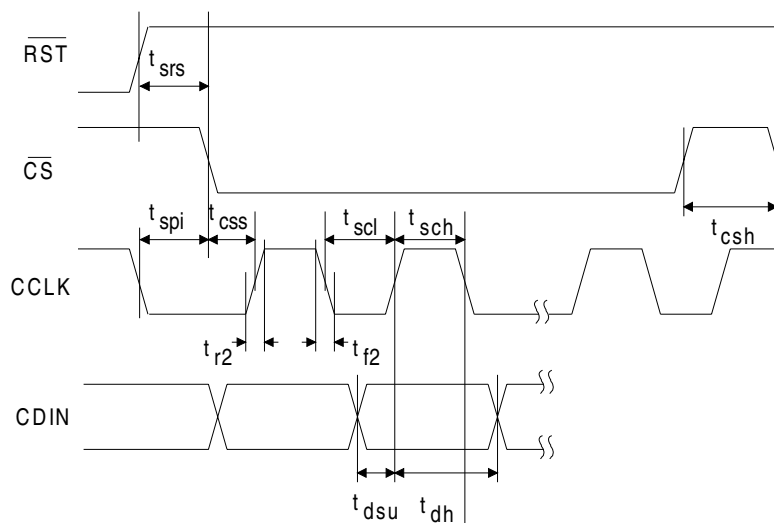 RST
t srs
CS
t spi
t css
t scl
t sch
t csh
CCLK
t r2
t f2
CDIN
t dsu
t dh